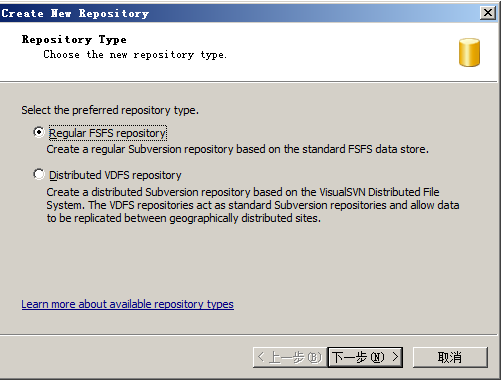 Create New Repository
Repository Type
Choose the new repository type.
Select the preferred repository type.
Regular FSFS repository
Create a regular Subversion repository based on the standard FSFS data store.
Distributed VDFS repository
Create a distributed Subversion repository based on the VisualSVN Distributed File
System. The VDFS repositories act as standard Subversion repositories and allow data
to be replicated between geographically distributed sites.
Learn more about available repository types
< 上一步(B) 下一步(N) > 取消